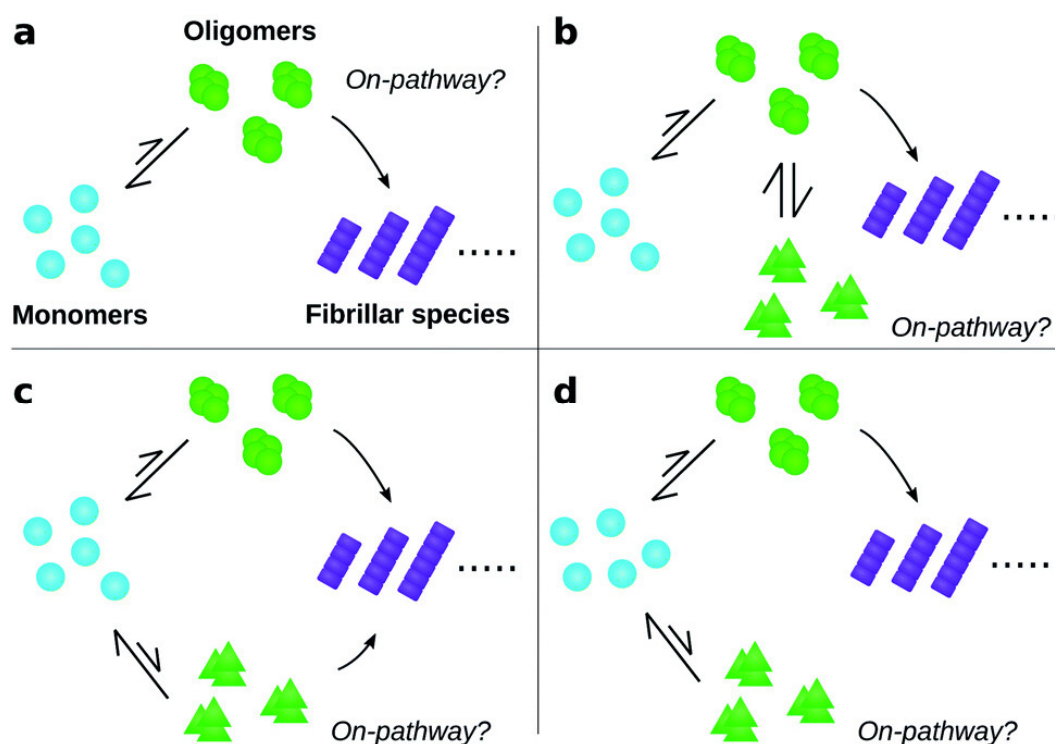 a
Oligomers
On-pathway?
Monomers
Fibrillar species
.....
b
.....
On-pathway?
c
.....
On-pathway?
d
.....
On-pathway?